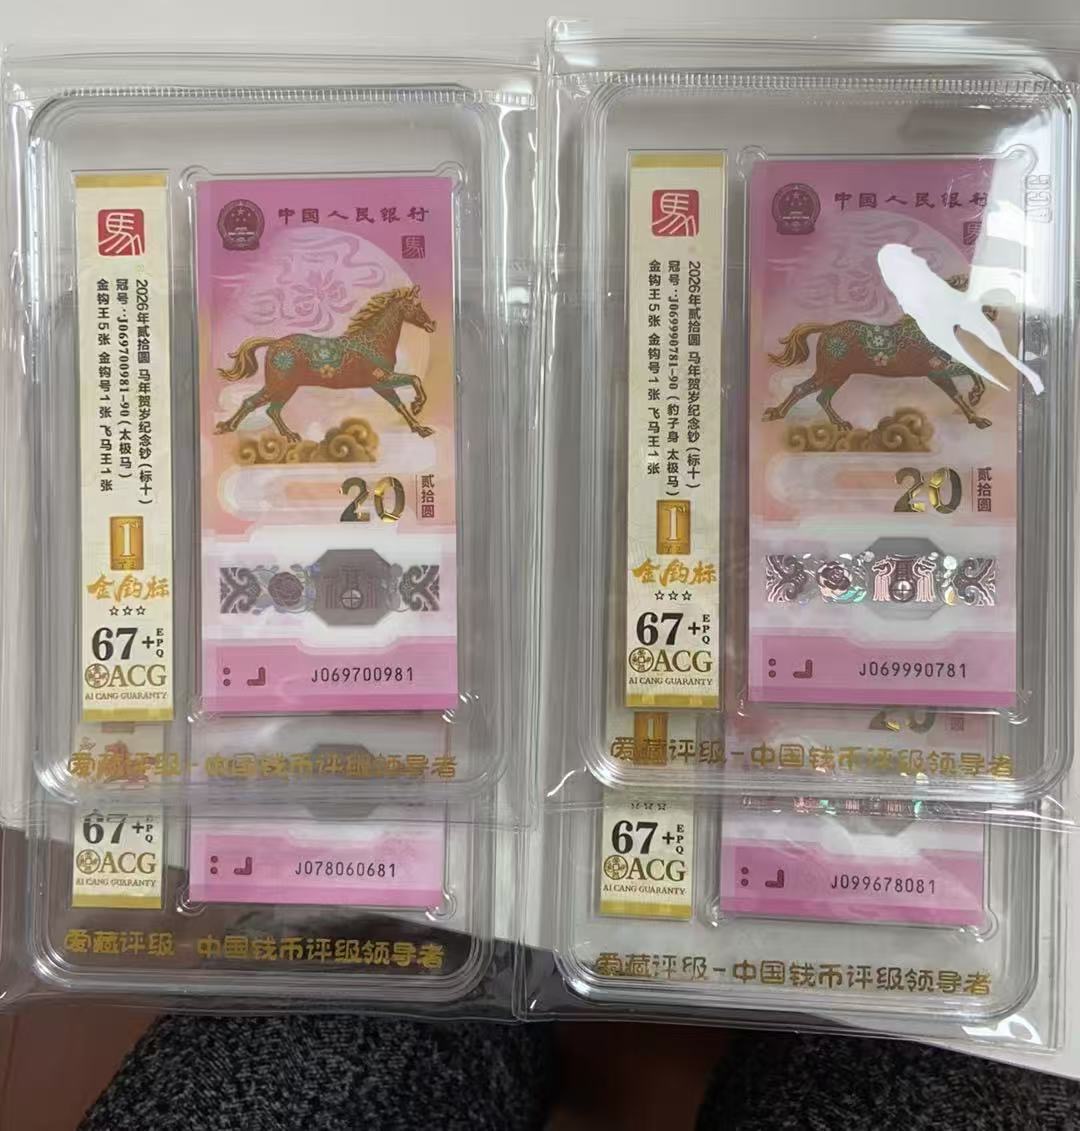 馬
2026年贰拾圆 马年贺岁纪念钞(标十)
冠号:J069700981-90(太极马)
金钩王5张 金钩号1张 飞马王1张
1
金钩标
☆☆☆
67+EPQ
ACG
AI CANG GUARANTY
中国人民银行
馬
20
贰拾圆
J069700981
爱藏评级-中国钱币评级领导者
67+EPQ
ACG
AI CANG GUARANTY
J078060681
爱藏评级-中国钱币评级领导者
ACG
馬
2026年贰拾圆 马年贺岁纪念钞(标十)
冠号:J069990781-90(豹子身 太极马)
金钩王5张 金钩号1张 飞马王1张
1
金钩标
☆☆☆
67+EPQ
ACG
AI CANG GUARANTY
中国人民银行
20
贰拾圆
J069990781
20
圆
爱藏评级-中国钱币评级领导者
67+EPQ
ACG
AI CANG GUARANTY
J099678081
爱藏评级-中国钱币评级领导者